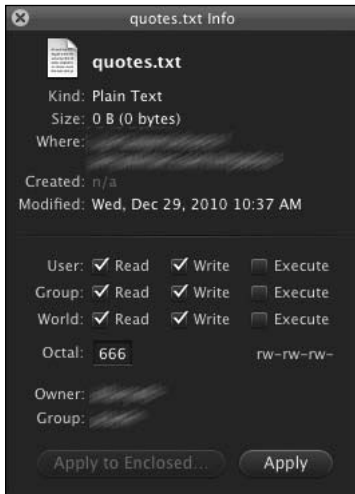 quotes.txt Info
quotes.txt
Kind: Plain Text
Size: 0 B (0 bytes)
Where:
Created: n/a
Modified: Wed, Dec 29, 2010 10:37 AM
User: Read Write Execute
Group: Read Write Execute
World: Read Write Execute
Octal: 666 rw-rw-rw-
Owner:
Group:
Apply to Enclosed... Apply